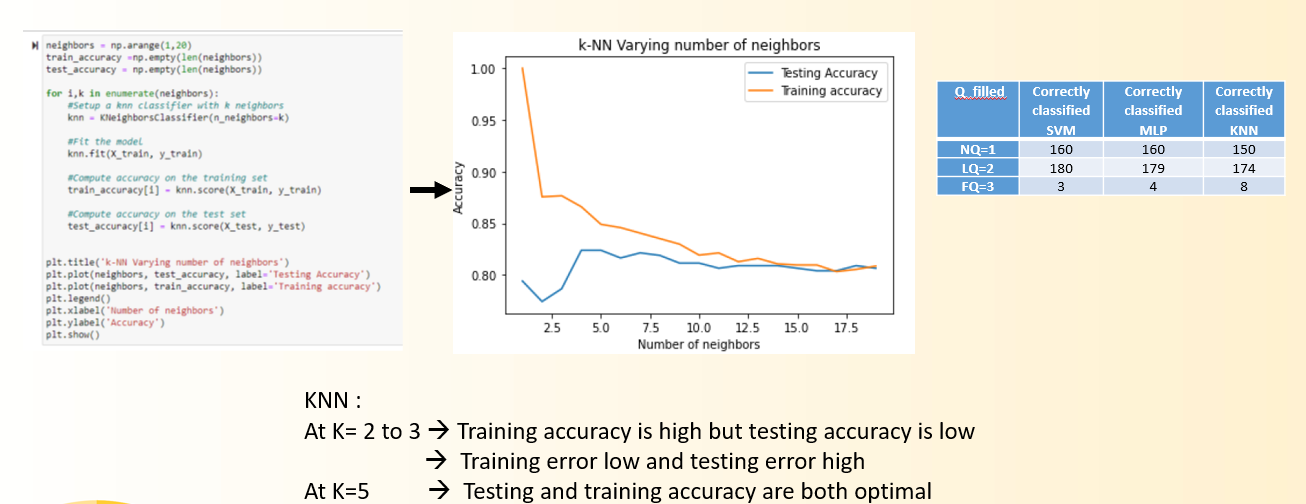 neighbors = np.arange(1,20)
train_accuracy =np.empty(len(neighbors))
test_accuracy = np.empty(len(neighbors))
for i,k in enumerate(neighbors):
#Setup a knn classifier with k neighbors
knn = KNeighborsClassifier(n_neighbors=k)
#Fit the model
knn.fit(X_train, y_train)
#Compute accuracy on the training set
train_accuracy[i] = knn.score(X_train, y_train)
#Compute accuracy on the test set
test_accuracy[i] = knn.score(X_test, y_test)
plt.title('k-NN Varying number of neighbors')
plt.plot(neighbors, test_accuracy, label='Testing Accuracy')
plt.plot(neighbors, train_accuracy, label='Training accuracy')
plt.legend()
plt.xlabel('Number of neighbors')
plt.ylabel('Accuracy')
plt.show()
k-NN Varying number of neighbors
Testing Accuracy
Training accuracy
1.00
0.95
0.90
0.85
0.80
Accuracy
2.5 5.0 7.5 10.0 12.5 15.0 17.5
Number of neighbors
Q_filled Correctly classified SVM Correctly classified MLP Correctly classified KNN
NQ=1 160 160 150
LQ=2 180 179 174
FQ=3 3 4 8
KNN :
At K= 2 to 3 → Training accuracy is high but testing accuracy is low
→ Training error low and testing error high
At K=5 → Testing and training accuracy are both optimal